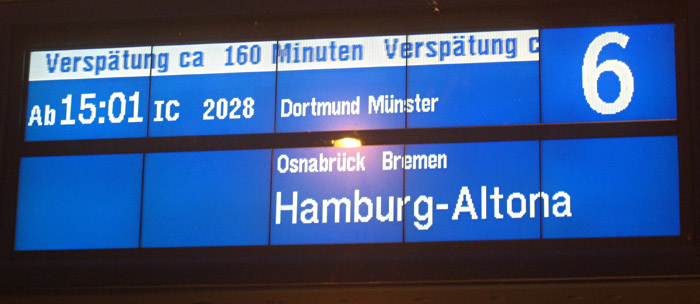 Verspätung ca 160 Minuten Verspätung c
6
Ab 15:01 IC 2028 Dortmund Münster
Osnabrück Bremen
Hamburg-Altona